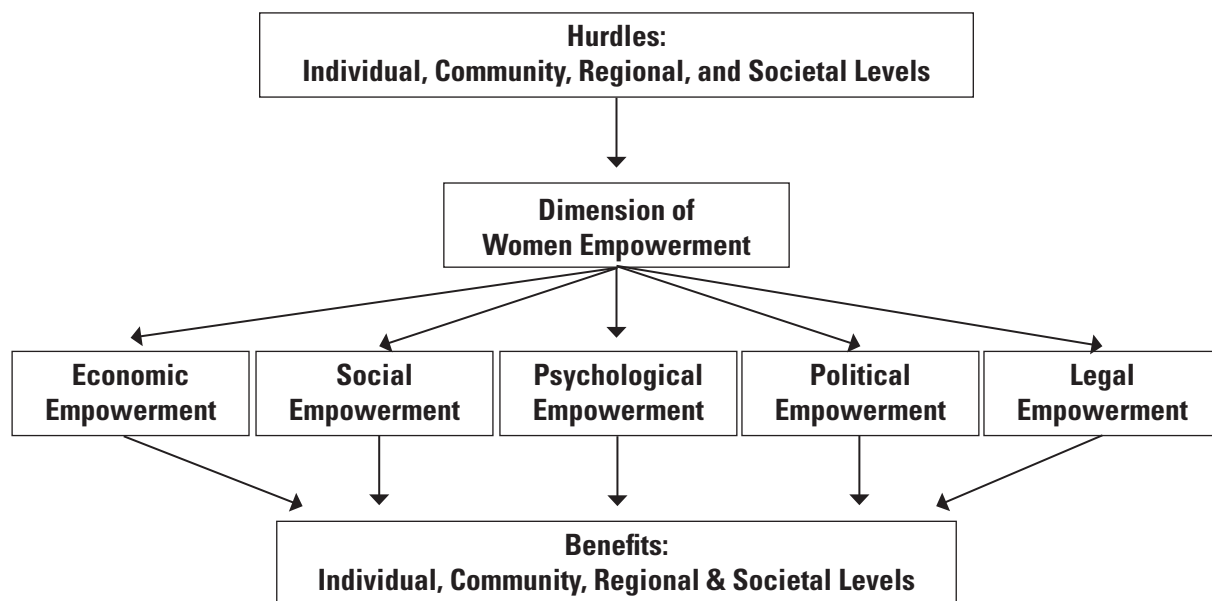 Hurdles:
Individual, Community, Regional, and Societal Levels
Dimension of
Women Empowerment
Economic
Empowerment
Social
Empowerment
Psychological
Empowerment
Political
Empowerment
Legal
Empowerment
Benefits:
Individual, Community, Regional & Societal Levels